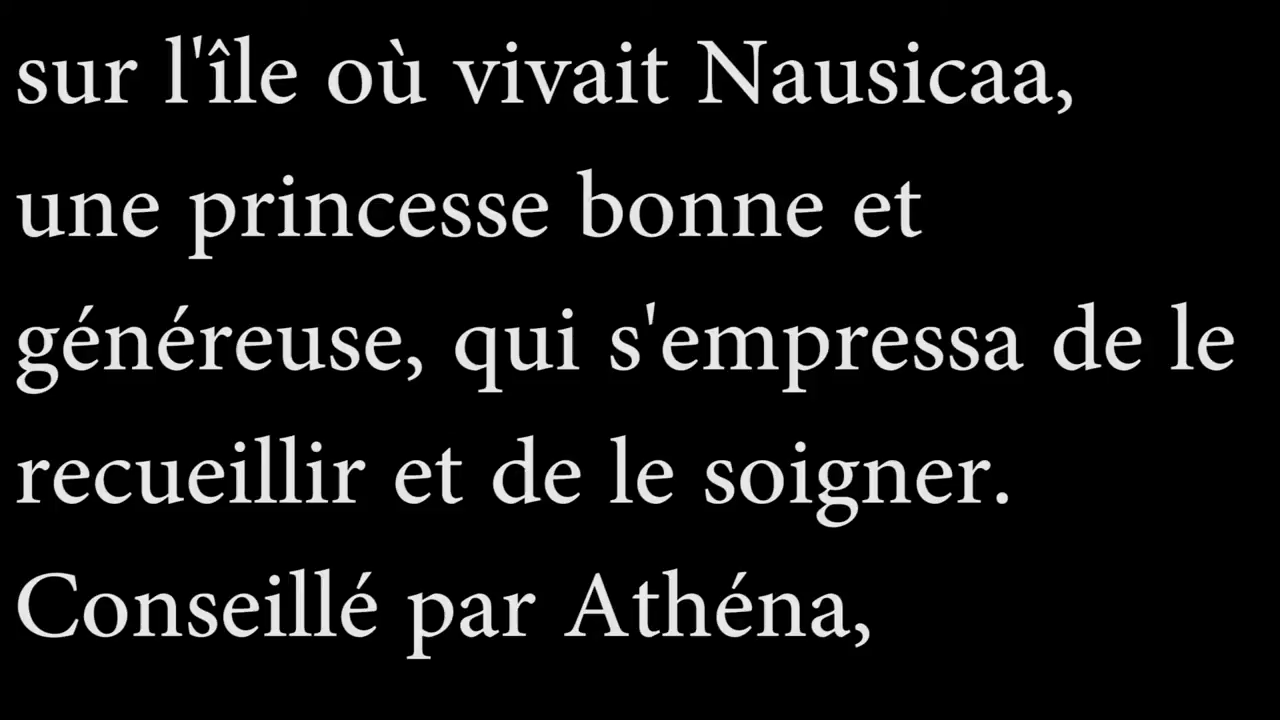 sur l'île où vivait Nausicaa,
une princesse bonne et
généreuse, qui s'empressa de le
recueillir et de le soigner.
Conseillé par Athéna,